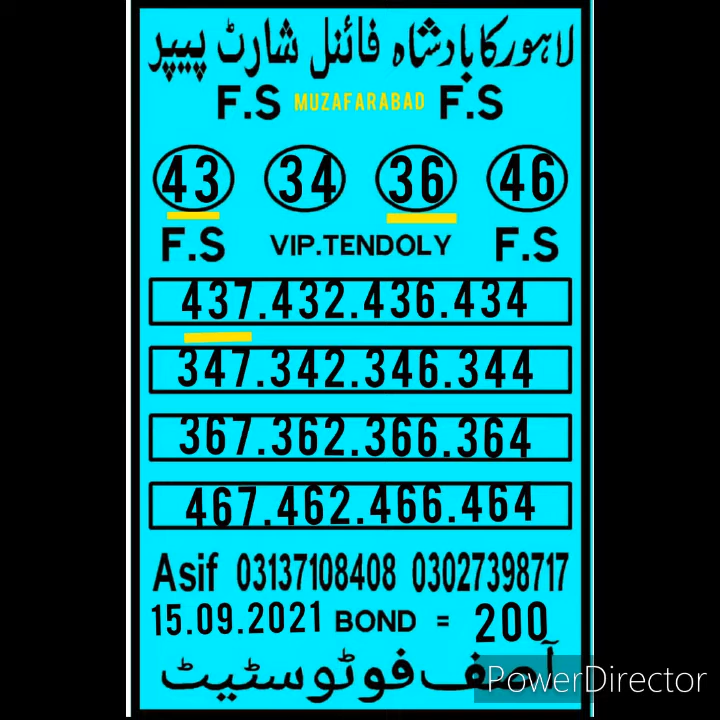 لاہور کا بادشاہ فائنل شارٹ پیپر
F.S MUZAFARABAD F.S
43 34 36 46
F.S VIP.TENDOLY F.S
437.432.436.434
347.342.346.344
367.362.366.364
467.462.466.464
Asif 03137108408 03027398717
15.09.2021 BOND = 200
آصف فوٹوسٹیٹ
PowerDirector